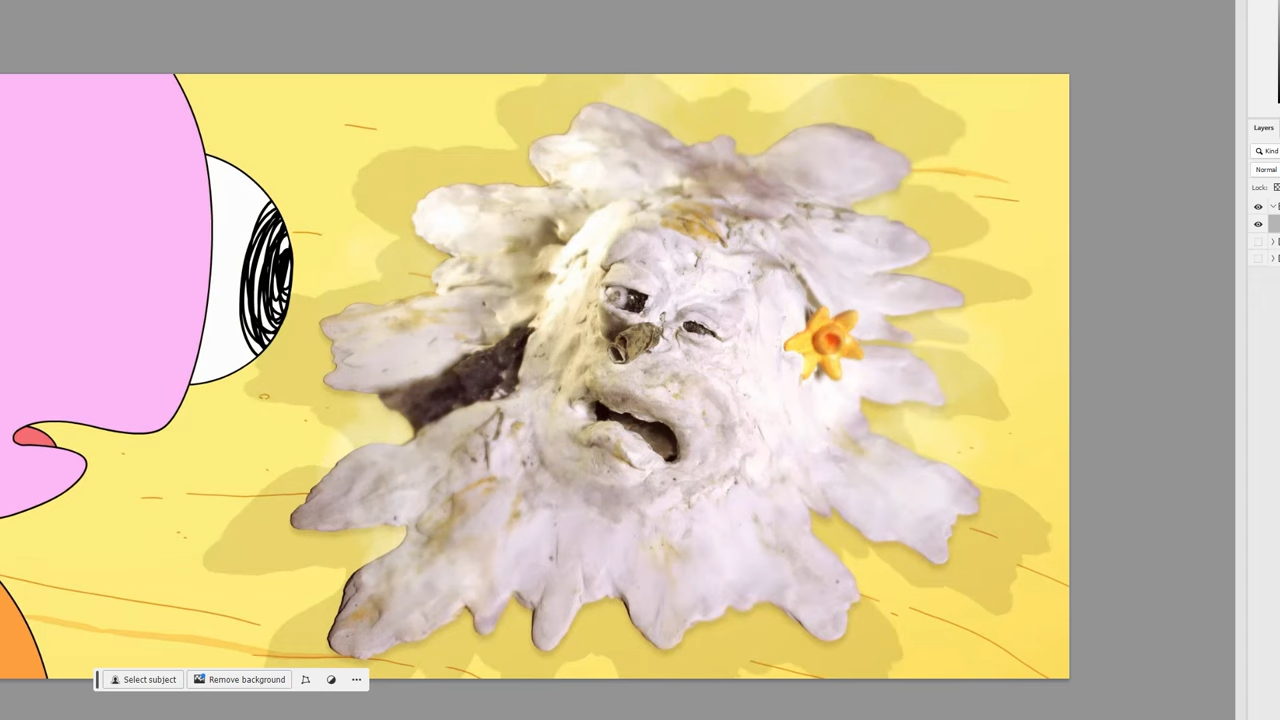 Layers
Kind
Normal
Lock:
Select subject
Remove background